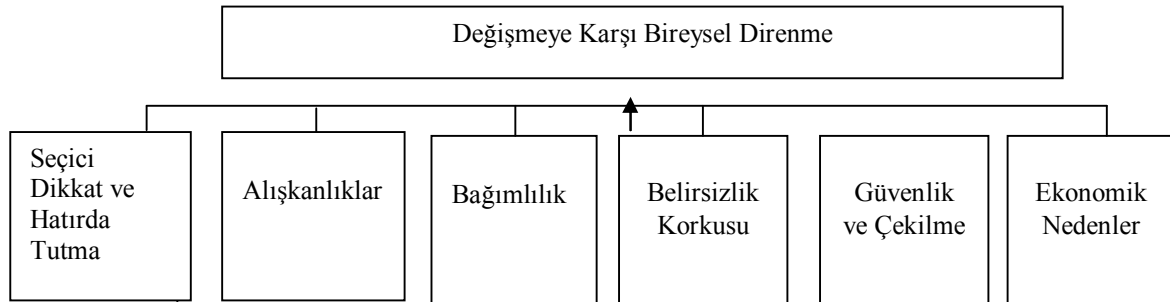 Değişmeye Karşı Bireysel Direnme
Seçici
Dikkat ve
Hatırda
Tutma
Alışkanlıklar
Bağımlılık
Belirsizlik
Korkusu
Güvenlik
ve Çekilme
Ekonomik
Nedenler